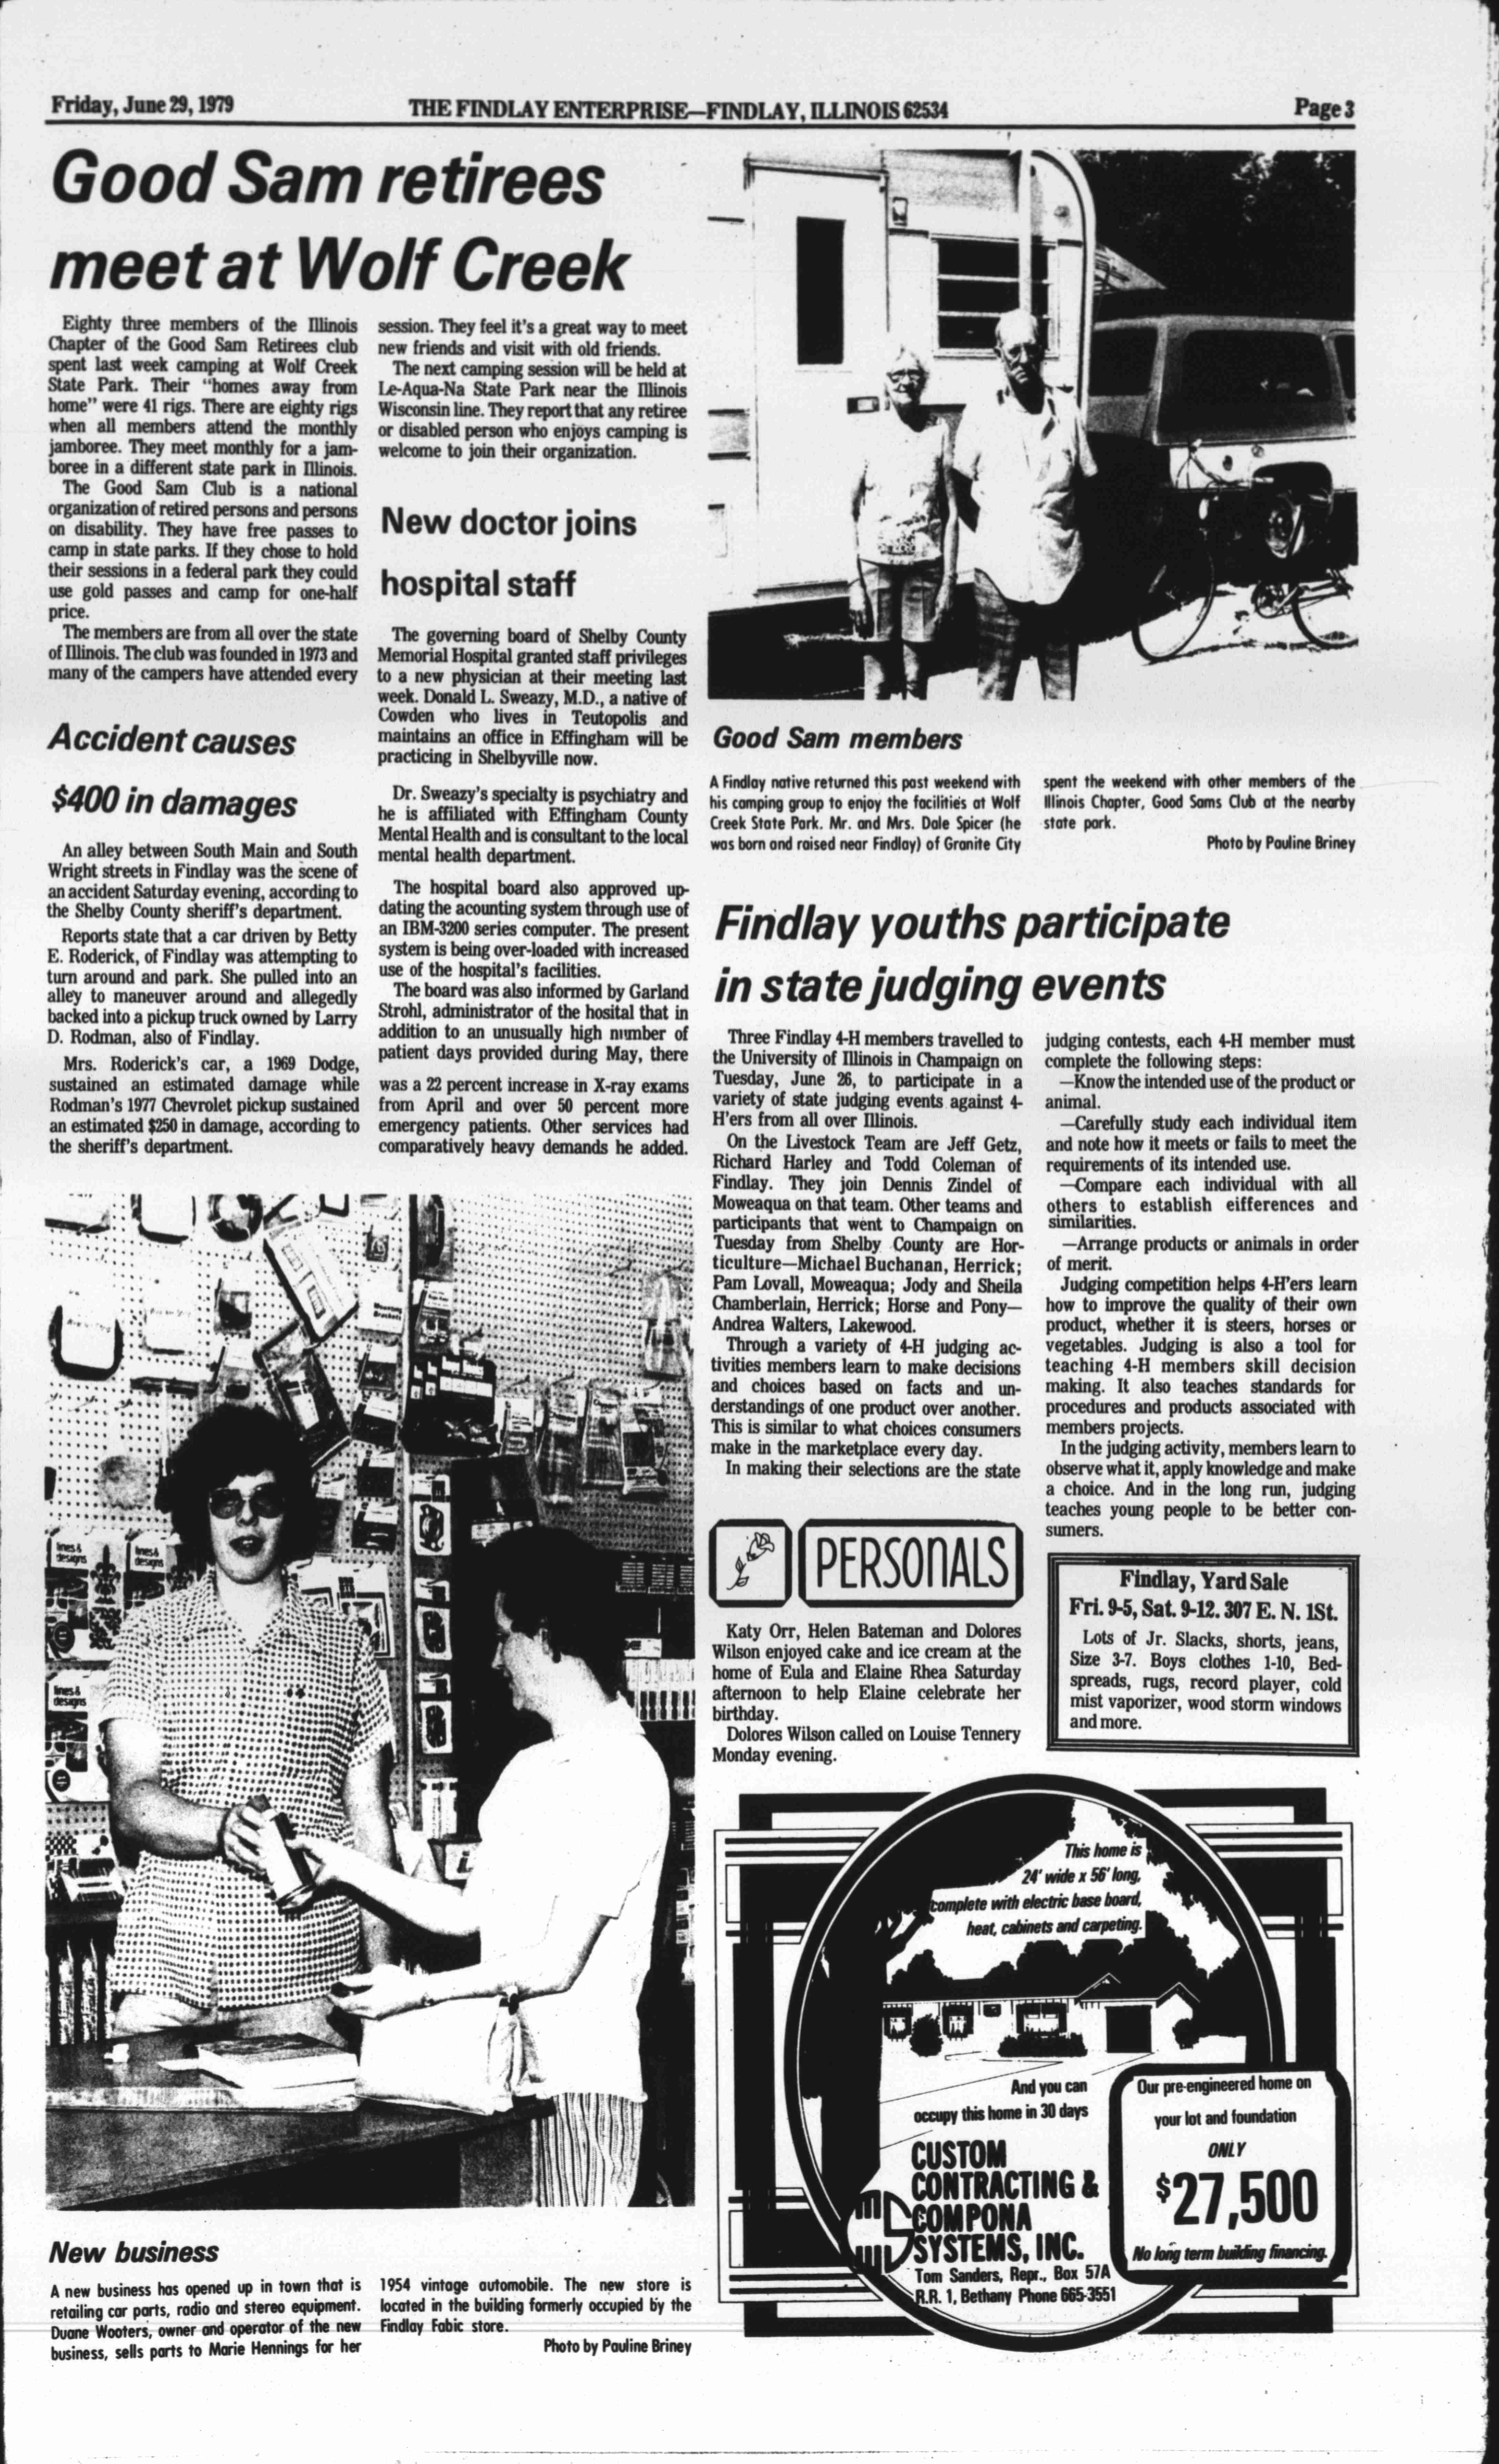 Friday, June 29, 1979
THE FINDLAY ENTERPRISE—FINDLAY, ILLINOIS 62534
Page 3
Good Sam retirees
meet at Wolf Creek
Eighty three members of the Illinois
Chapter of the Good Sam Retirees club
spent last week camping at Wolf Creek
State Park. Their "homes away from
home" were 41 rigs. There are eighty rigs
when all members attend the monthly
jamboree. They meet monthly for a jam-
boree in a different state park in Illinois.
The Good Sam Club is a national
organization of retired persons and persons
on disability. They have free passes to
camp in state parks. If they chose to hold
their sessions in a federal park they could
use gold passes and camp for one-half
price.
The members are from all over the state
of Illinois. The club was founded in 1973 and
many of the campers have attended every
session. They feel it's a great way to meet
new friends and visit with old friends.
The next camping session will be held at
Le-Aqua-Na State Park near the Illinois
Wisconsin line. They report that any retiree
or disabled person who enjoys camping is
welcome to join their organization.
Accident causes
$400 in damages
An alley between South Main and South
Wright streets in Findlay was the scene of
an accident Saturday evening, according to
the Shelby County sheriff's department.
Reports state that a car driven by Betty
E. Roderick, of Findlay was attempting to
turn around and park. She pulled into an
alley to maneuver around and allegedly
backed into a pickup truck owned by Larry
D. Rodman, also of Findlay.
Mrs. Roderick's car, a 1969 Dodge,
sustained an estimated damage while
Rodman's 1977 Chevrolet pickup sustained
an estimated $250 in damage, according to
the sheriff's department.
New doctor joins
hospital staff
The governing board of Shelby County
Memorial Hospital granted staff privileges
to a new physician at their meeting last
week. Donald L. Sweazy, M.D., a native of
Cowden who lives in Teutopolis and
maintains an office in Effingham will be
practicing in Shelbyville now.
Dr. Sweazy's specialty is psychiatry and
he is affiliated with Effingham County
Mental Health and is consultant to the local
mental health department.
The hospital board also approved up-
dating the acounting system through use of
an IBM-3200 series computer. The present
system is being over-loaded with increased
use of the hospital's facilities.
The board was also informed by Garland
Strohl, administrator of the hosital that in
addition to an unusually high number of
patient days provided during May, there
was a 22 percent increase in X-ray exams
from April and over 50 percent more
emergency patients. Other services had
comparatively heavy demands he added.
Good Sam members
A Findlay native returned this past weekend with
his camping group to enjoy the facilities at Wolf
Creek State Park. Mr. and Mrs. Dale Spicer (he
was born and raised near Findlay) of Granite City
spent the weekend with other members of the
Illinois Chapter, Good Sams Club at the nearby
state park.
Photo by Pauline Briney
Findlay youths participate
in state judging events
Three Findlay 4-H members travelled to
the University of Illinois in Champaign on
Tuesday, June 26, to participate in a
variety of state judging events against 4-
H'ers from all over Illinois.
On the Livestock Team are Jeff Getz,
Richard Harley and Todd Coleman of
Findlay. They join Dennis Zindel of
Moweaqua on that team. Other teams and
participants that went to Champaign on
Tuesday from Shelby County are Hor-
ticulture—Michael Buchanan, Herrick;
Pam Lovall, Moweaqua; Jody and Sheila
Chamberlain, Herrick; Horse and Pony—
Andrea Walters, Lakewood.
Through a variety of 4-H judging ac-
tivities members learn to make decisions
and choices based on facts and un-
derstandings of one product over another.
This is similar to what choices consumers
make in the marketplace every day.
In making their selections are the state
judging contests, each 4-H member must
complete the following steps:
—Know the intended use of the product or
animal.
—Carefully study each individual item
and note how it meets or fails to meet the
requirements of its intended use.
—Compare each individual with all
others to establish eifferences and
similarities.
—Arrange products or animals in order
of merit.
Judging competition helps 4-H'ers learn
how to improve the quality of their own
product, whether it is steers, horses or
vegetables. Judging is also a tool for
teaching 4-H members skill decision
making. It also teaches standards for
procedures and products associated with
members projects.
In the judging activity, members learn to
observe what it, apply knowledge and make
a choice. And in the long run, judging
teaches young people to be better con-
sumers.
PERSONALS
Katy Orr, Helen Bateman and Dolores
Wilson enjoyed cake and ice cream at the
home of Eula and Elaine Rhea Saturday
afternoon to help Elaine celebrate her
birthday.
Dolores Wilson called on Louise Tennery
Monday evening.
Findlay, Yard Sale
Fri. 9-5, Sat. 9-12. 307 E. N. 1St.
Lots of Jr. Slacks, shorts, jeans,
Size 3-7. Boys clothes 1-10, Bed-
spreads, rugs, record player, cold
mist vaporizer, wood storm windows
and more.
lines &
designs
lines &
designs
lines &
designs
New business
A new business has opened up in town that is
retailing car parts, radio and stereo equipment.
Duane Wooters, owner and operator of the new
business, sells parts to Marie Hennings for her
1954 vintage automobile. The new store is
located in the building formerly occupied by the
Findlay Fabic store.
Photo by Pauline Briney
This home is
24' wide x 56' long,
complete with electric base board,
heat, cabinets and carpeting.
And you can
occupy this home in 30 days
CUSTOM
CONTRACTING &
COMPONA
SYSTEMS, INC.
Tom Sanders, Repr., Box 57A
R.R. 1, Bethany Phone 665-3551
Our pre-engineered home on
your lot and foundation
ONLY
$27,500
No long term building financing.